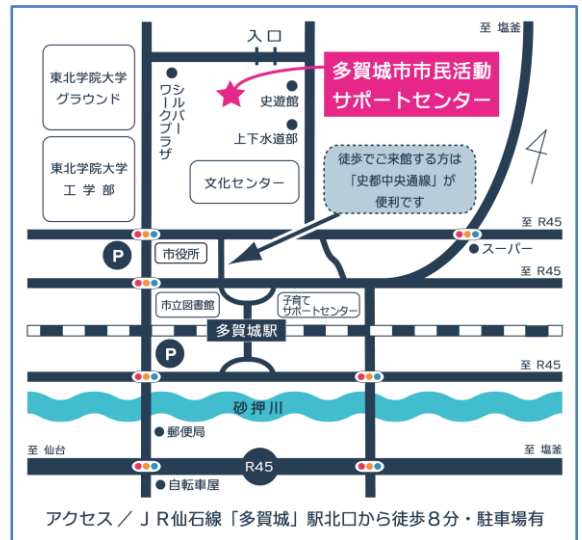 至 塩釜
入口
多賀城市市民活動
サポートセンター
東北学院大学
グラウンド
シルバー
ワークプラザ
史遊館
上下水道部
東北学院大学
工学部
文化センター
徒歩でご来館する方は
「史都中央通線」が
便利です
至 R45
P
市役所
スーパー
至 R45
市立図書館
子育て
サポートセンター
多賀城駅
P
至 R45
砂押川
郵便局
至 仙台
R45
至 塩釜
自転車屋
アクセス / JR仙石線「多賀城」駅北口から徒歩8分・駐車場有